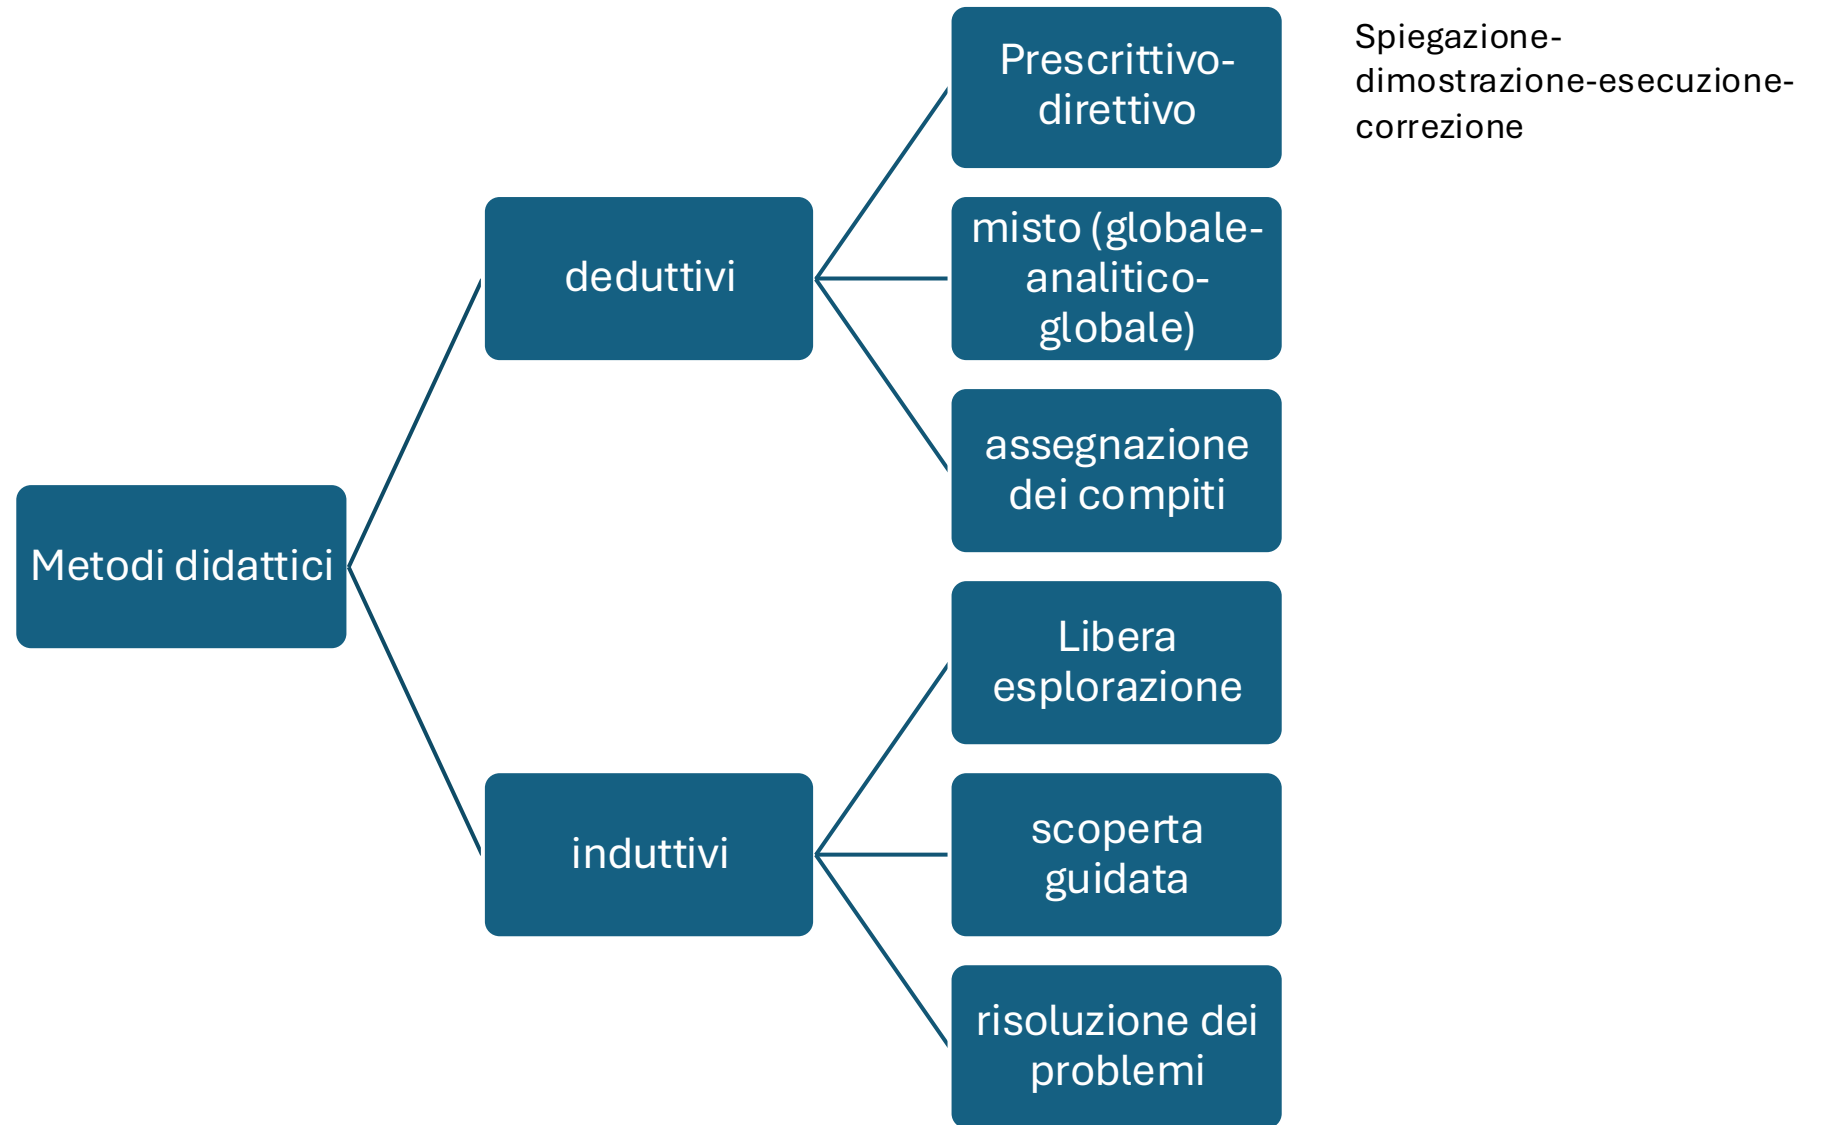 Prescrittivo-
direttivo
Spiegazione-
dimostrazione-esecuzione-
correzione
misto (globale-
analitico-
globale)
deduttivi
assegnazione
dei compiti
Metodi didattici
Libera
esplorazione
induttivi
scoperta
guidata
risoluzione dei
problemi